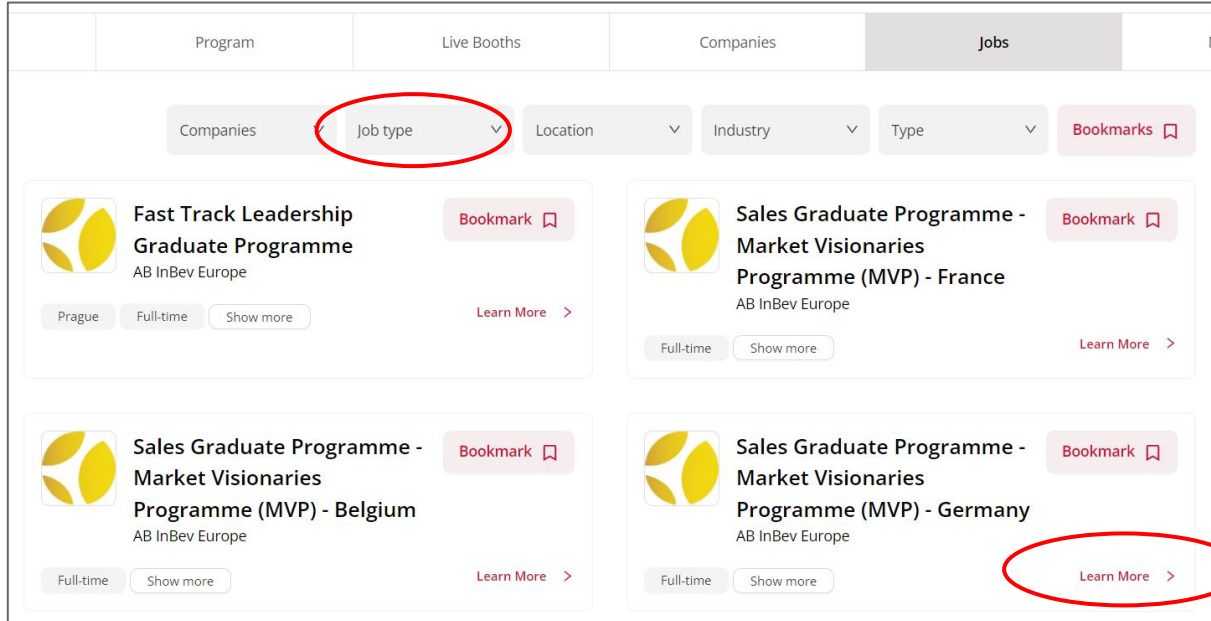 Program Live Booths Companies Jobs
Companies Job type Location Industry Type Bookmarks
Fast Track Leadership
Graduate Programme
AB InBev Europe
Bookmark
Prague Full-time Show more Learn More
Sales Graduate Programme -
Market Visionaries
Programme (MVP) - France
AB InBev Europe
Bookmark
Full-time Show more Learn More
Sales Graduate Programme -
Market Visionaries
Programme (MVP) - Belgium
AB InBev Europe
Bookmark
Full-time Show more Learn More
Sales Graduate Programme -
Market Visionaries
Programme (MVP) - Germany
AB InBev Europe
Bookmark
Full-time Show more Learn More